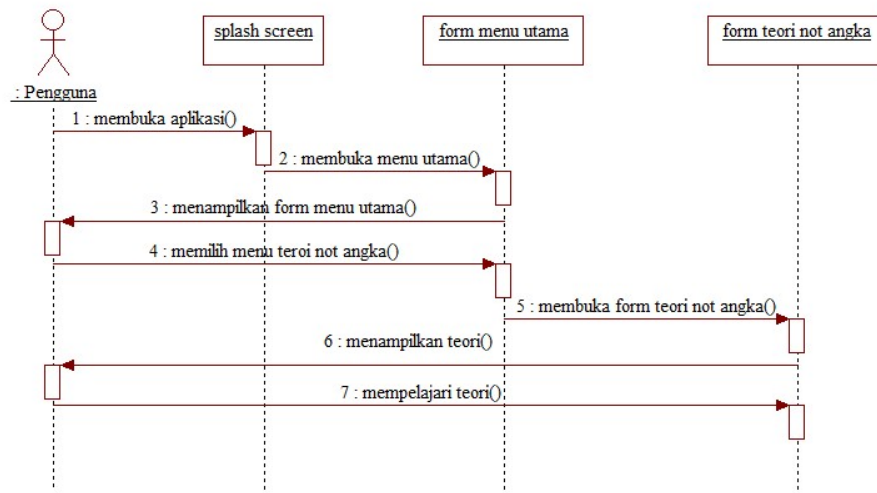 splash screen
form menu utama
form teori not angka
: Pengguna
1 : membuka aplikasi()
2 : membuka menu utama()
3 : menampilkan form menu utama()
4 : memilih menu teroi not angka()
5 : membuka form teori not angka()
6 : menampilkan teori()
7 : mempelajari teori()